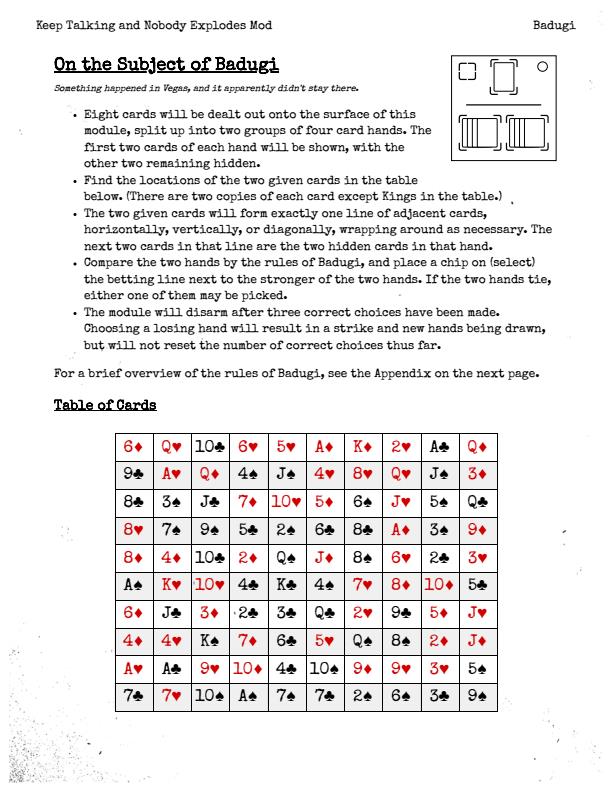 Keep Talking and Nobody Explodes Mod Badugi
On the Subject of Badugi
Something happened in Vegas, and it apparently didn't stay there.
• Eight cards will be dealt out onto the surface of this
module, split up into two groups of four card hands. The
first two cards of each hand will be shown, with the
other two remaining hidden.
• Find the locations of the two given cards in the table
below. (There are two copies of each card except Kings in the table.)
• The two given cards will form exactly one line of adjacent cards,
horizontally, vertically, or diagonally, wrapping around as necessary. The
next two cards in that line are the two hidden cards in that hand.
• Compare the two hands by the rules of Badugi, and place a chip on (select)
the betting line next to the stronger of the two hands. If the two hands tie,
either one of them may be picked.
• The module will disarm after three correct choices have been made.
Choosing a losing hand will result in a strike and new hands being drawn,
but will not reset the number of correct choices thus far.
For a brief overview of the rules of Badugi, see the Appendix on the next page.
Table of Cards
6♦ Q♥ 10♣ 6♥ 5♥ A♦ K♦ 2♥ A♣ Q♦
9♣ A♥ Q♦ 4♠ J♠ 4♥ 8♥ Q♥ J♠ 3♦
8♣ 3♠ J♣ 7♦ 10♥ 5♦ 6♠ J♥ 5♠ Q♣
8♥ 7♠ 9♠ 5♣ 2♠ 6♣ 8♣ A♦ 3♠ 9♦
8♦ 4♦ 10♣ 2♦ Q♠ J♦ 8♠ 6♥ 2♣ 3♥
A♠ K♥ 10♥ 4♣ K♣ 4♠ 7♥ 8♦ 10♦ 5♣
6♦ J♣ 3♦ 2♣ 3♣ Q♣ 2♥ 9♣ 5♦ J♥
4♦ 4♥ K♠ 7♦ 6♣ 5♥ Q♠ 8♠ 2♦ J♦
A♥ A♣ 9♥ 10♦ 4♣ 10♠ 9♦ 9♥ 3♥ 5♠
7♣ 7♥ 10♠ A♠ 7♠ 7♣ 2♠ 6♠ 3♣ 9♠